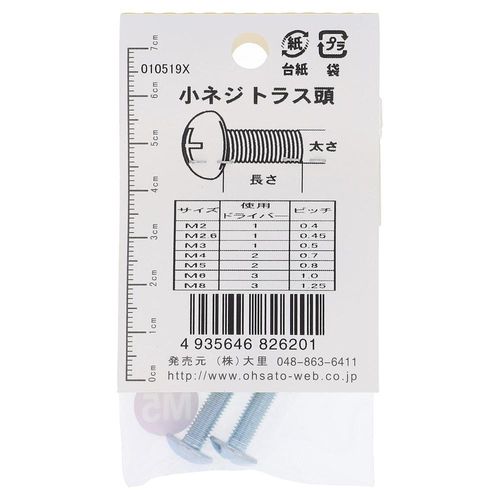 紙 プラ
台紙 袋
7cm
6cm
5cm
4cm
3cm
2cm
1cm
0cm
010519X
小ネジトラス頭
太さ
長さ
サイズ 使用ドライバー ピッチ
M2 1 0.4
M2.6 1 0.45
M3 1 0.5
M4 2 0.7
M5 2 0.8
M6 3 1.0
M8 3 1.25
4 935646 826201
発売元 (株)大里 048-863-6411
http://www.ohsato-web.co.jp
M5